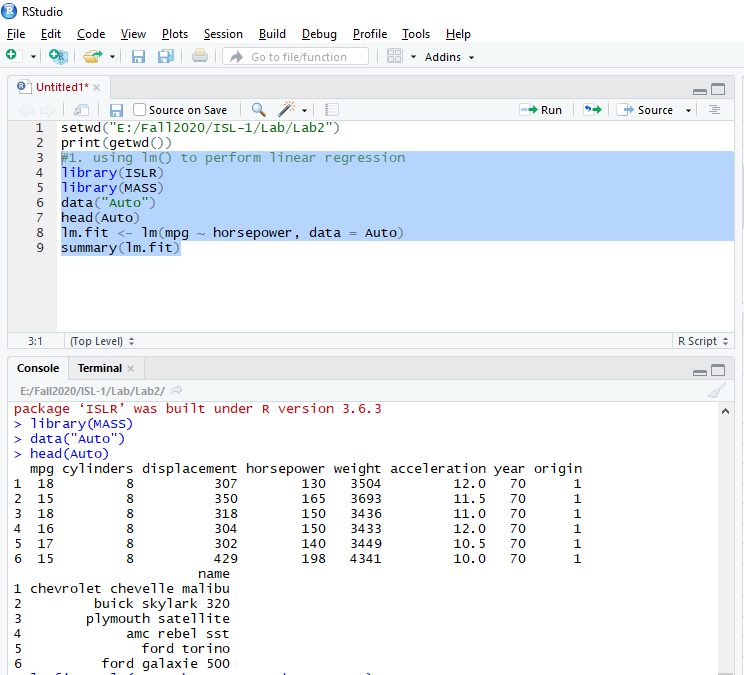 RStudio
File Edit Code View Plots Session Build Debug Profile Tools Help
Go to file/function Addins
Untitled1*
Source on Save Run Source
1 setwd("E:/Fall2020/ISL-1/Lab/Lab2")
2 print(getwd())
3 #1. using lm() to perform linear regression
4 library(ISLR)
5 library(MASS)
6 data("Auto")
7 head(Auto)
8 lm.fit <- lm(mpg ~ horsepower, data = Auto)
9 summary(lm.fit)
3:1 (Top Level) R Script
Console Terminal
E:/Fall2020/ISL-1/Lab/Lab2/
package ‘ISLR’ was built under R version 3.6.3
> library(MASS)
> data("Auto")
> head(Auto)
mpg cylinders displacement horsepower weight acceleration year origin
1 18 8 307 130 3504 12.0 70 1
2 15 8 350 165 3693 11.5 70 1
3 18 8 318 150 3436 11.0 70 1
4 16 8 304 150 3433 12.0 70 1
5 17 8 302 140 3449 10.5 70 1
6 15 8 429 198 4341 10.0 70 1
name
1 chevrolet chevelle malibu
2 buick skylark 320
3 plymouth satellite
4 amc rebel sst
5 ford torino
6 ford galaxie 500